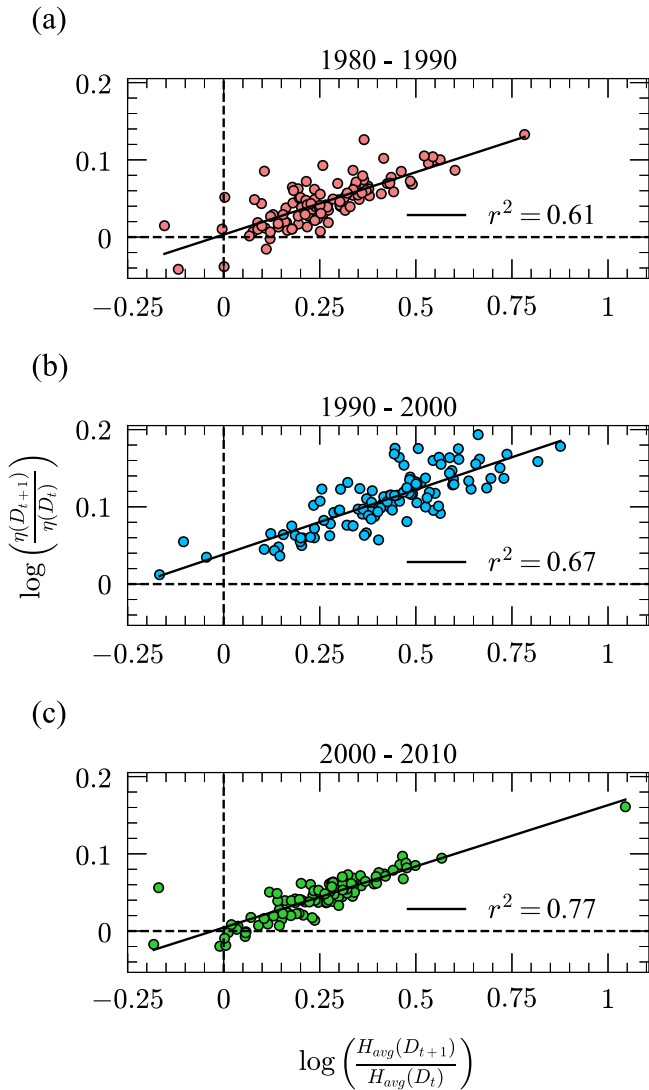 (a)
1980 - 1990
0.2
0.1
0
r² = 0.61
−0.25 0 0.25 0.5 0.75 1
(b)
1990 - 2000
0.2
0.1
0
r² = 0.67
−0.25 0 0.25 0.5 0.75 1
log (η(D_{t+1}) / η(D_t))
(c)
2000 - 2010
0.2
0.1
0
r² = 0.77
−0.25 0 0.25 0.5 0.75 1
log (H_{avg}(D_{t+1}) / H_{avg}(D_t))